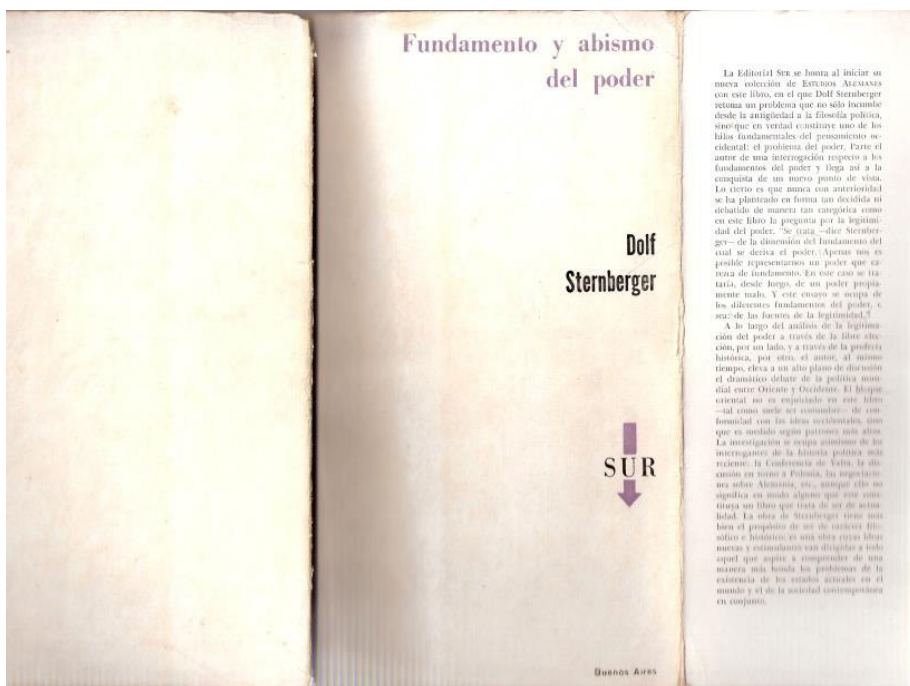 Fundamento y abismo
del poder
Dolf
Sternberger
SUR
Buenos Aires
La Editorial SUR se honra al iniciar su
nueva colección de ESTUDIOS ALEMANES
con este libro, en el que Dolf Sternberger
retoma un problema que no sólo incumbe
desde la antigüedad a la filosofía política,
sino que en verdad constituye uno de los
hilos fundamentales del pensamiento oc-
cidental: el problema del poder. Parte el
autor de una interrogación respecto a los
fundamentos del poder y llega así a la
conquista de un nuevo punto de vista.
Lo cierto es que nunca con anterioridad
se ha planteado en forma tan decidida ni
debatido de manera tan categórica como
en este libro la pregunta por la legitimi-
dad del poder. "Se trata —dice Sternber-
ger— de la dimensión del fundamento del
cual se deriva el poder. Apenas nos es
posible representarnos un poder que ca-
rezca de fundamento. En este caso se tra-
taría, desde luego, de un poder propia-
mente malo. Y este ensayo se ocupa de
los diferentes fundamentos del poder, o
sea: de las fuentes de la legitimidad."
A lo largo del análisis de la legitima-
ción del poder a través de la libre elec-
ción, por un lado, y a través de la profecía
histórica, por otro, el autor, al mismo
tiempo, eleva a un alto plano de discusión
el dramático debate de la política mun-
dial entre Oriente y Occidente. El bloque
oriental no es enjuiciado en este libro
—tal como suele ser costumbre— de con-
formidad con las ideas occidentales, sino
que es medido según patrones más altos.
La investigación se ocupa asimismo de los
interrogantes de la historia política más
reciente: la Conferencia de Yalta, la dis-
cusión en torno a Polonia, las negociacio-
nes sobre Alemania, etc., aunque ello no
significa en modo alguno que este cons-
tituya un libro que trata de ser de actua-
lidad. La obra de Sternberger tiene más
bien el propósito de ser de carácter filo-
sófico e histórico; es una obra cuyas ideas
nuevas y estimulantes van dirigidas a todo
aquel que aspire a comprender de una
manera más honda los problemas de la
existencia de los estados actuales en el
mundo y el de la sociedad contemporánea
en conjunto.